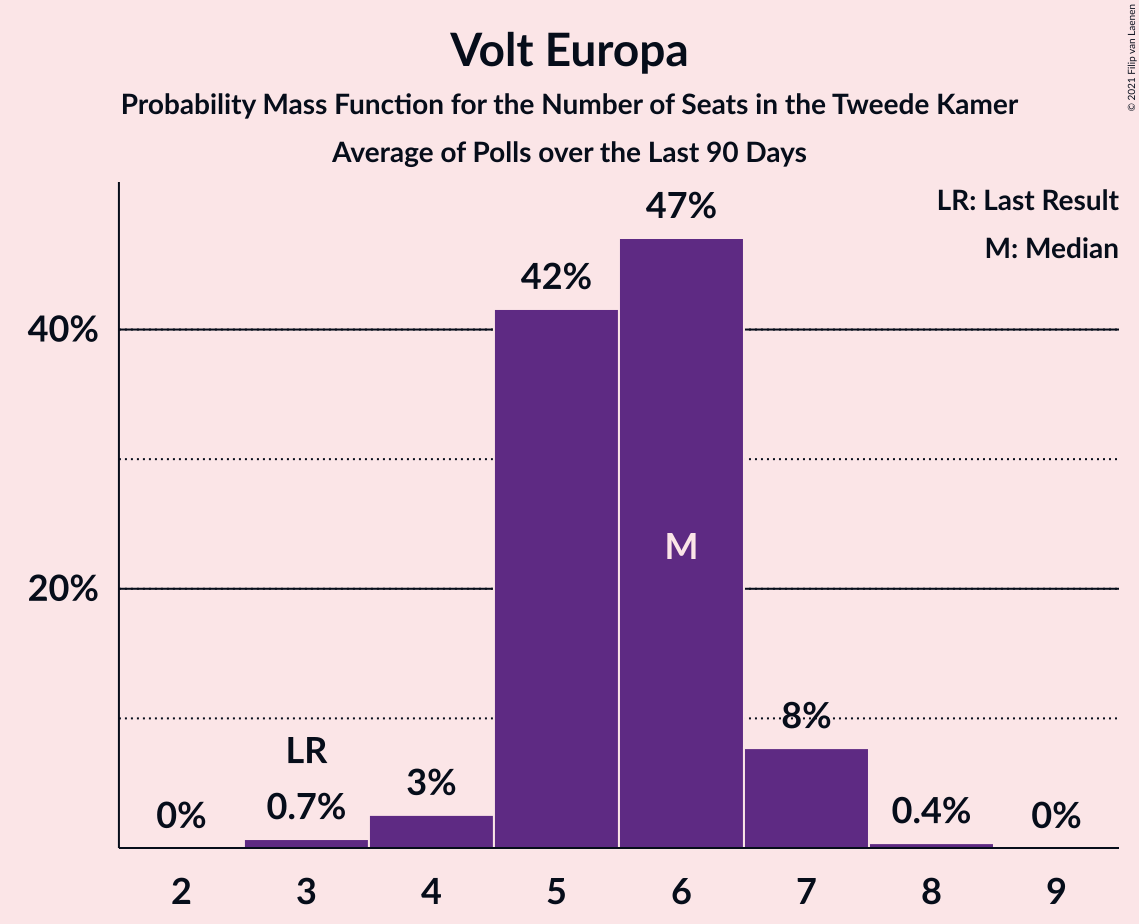 Volt Europa
Probability Mass Function for the Number of Seats in the Tweede Kamer
Average of Polls over the Last 90 Days
© 2021 Filip van Laenen
LR: Last Result
M: Median
47%
42%
40%
M
20%
8%
LR
3%
0%
0.7%
0.4%
0%
2 3 4 5 6 7 8 9